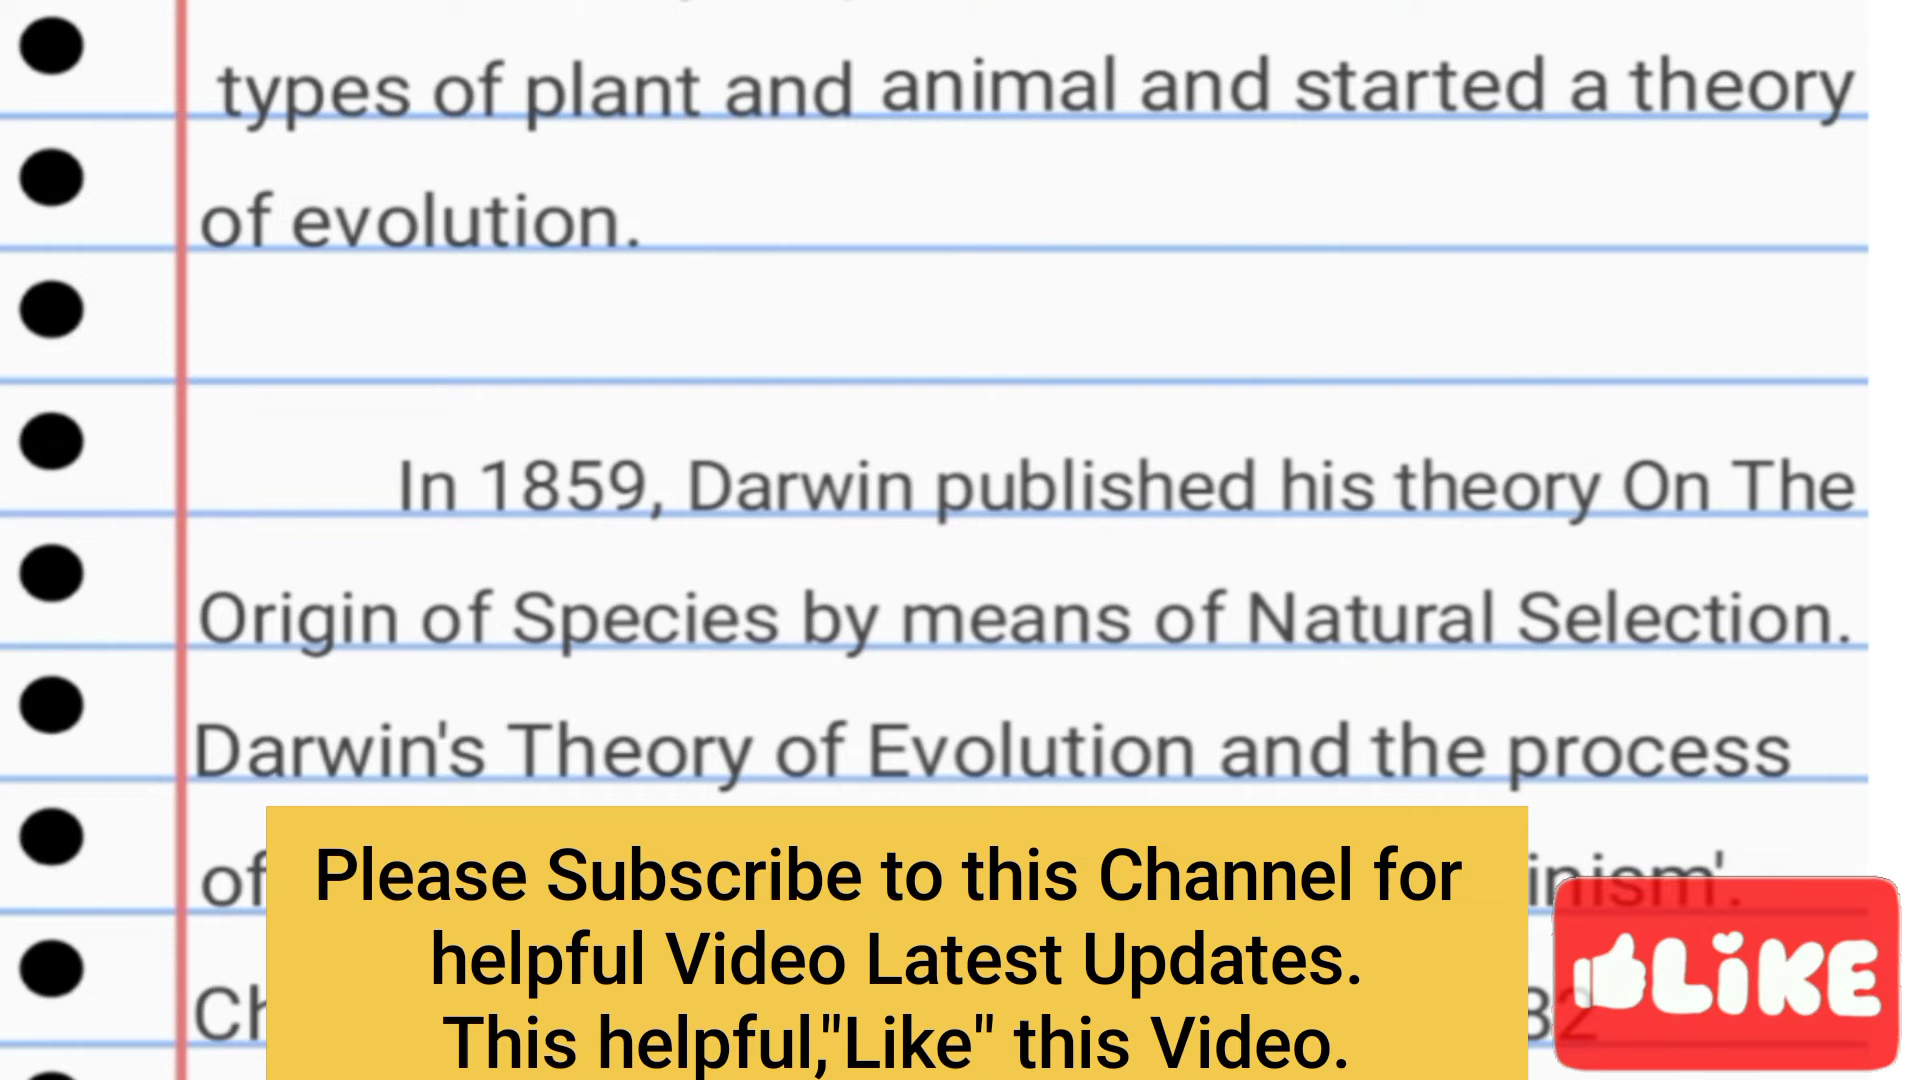 types of plant and animal and started a theory
of evolution.
In 1859, Darwin published his theory On The
Origin of Species by means of Natural Selection.
Darwin's Theory of Evolution and the process
of
Please Subscribe to this Channel for
helpful Video Latest Updates.
This helpful,"Like" this Video.
LiKE